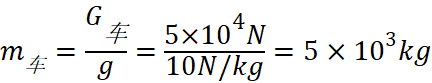 m车 = G车/g = 5×10⁴N/10N/kg = 5 × 10³kg